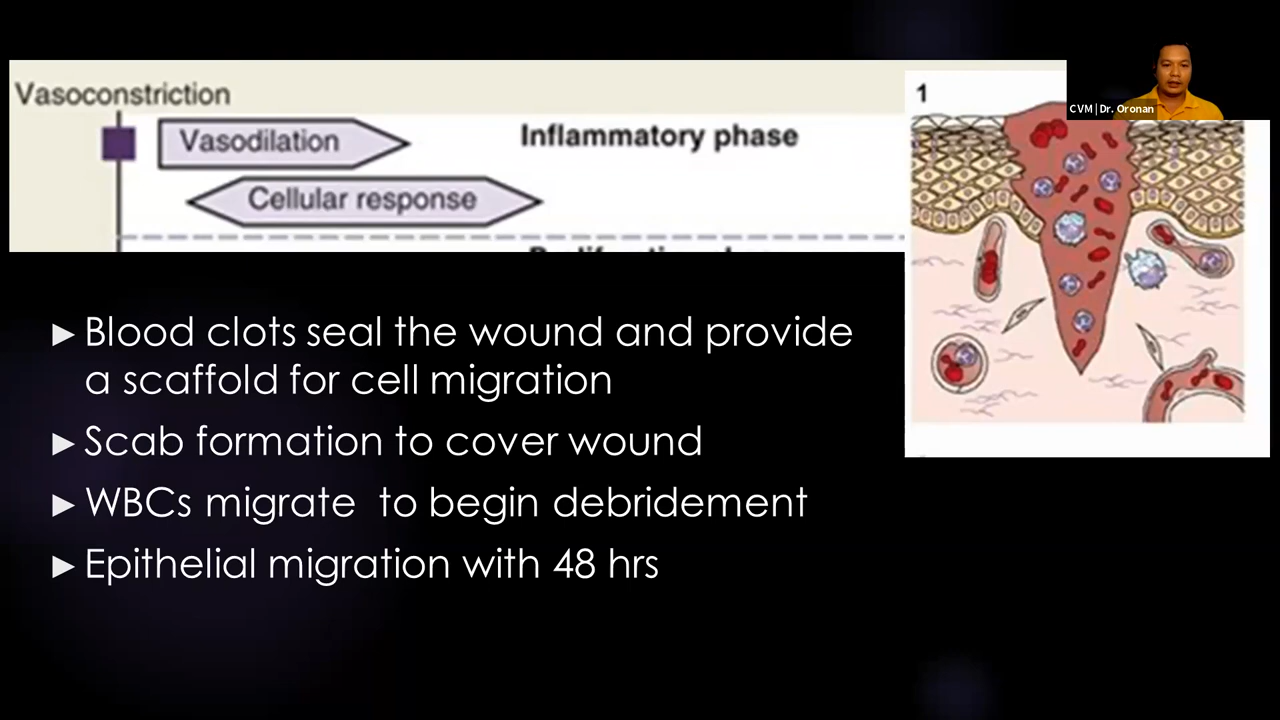 Vasoconstriction
Vasodilation
Inflammatory phase
Cellular response
1
CVM|Dr. Oronan
►Blood clots seal the wound and provide
a scaffold for cell migration
►Scab formation to cover wound
►WBCs migrate  to begin debridement
►Epithelial migration with 48 hrs